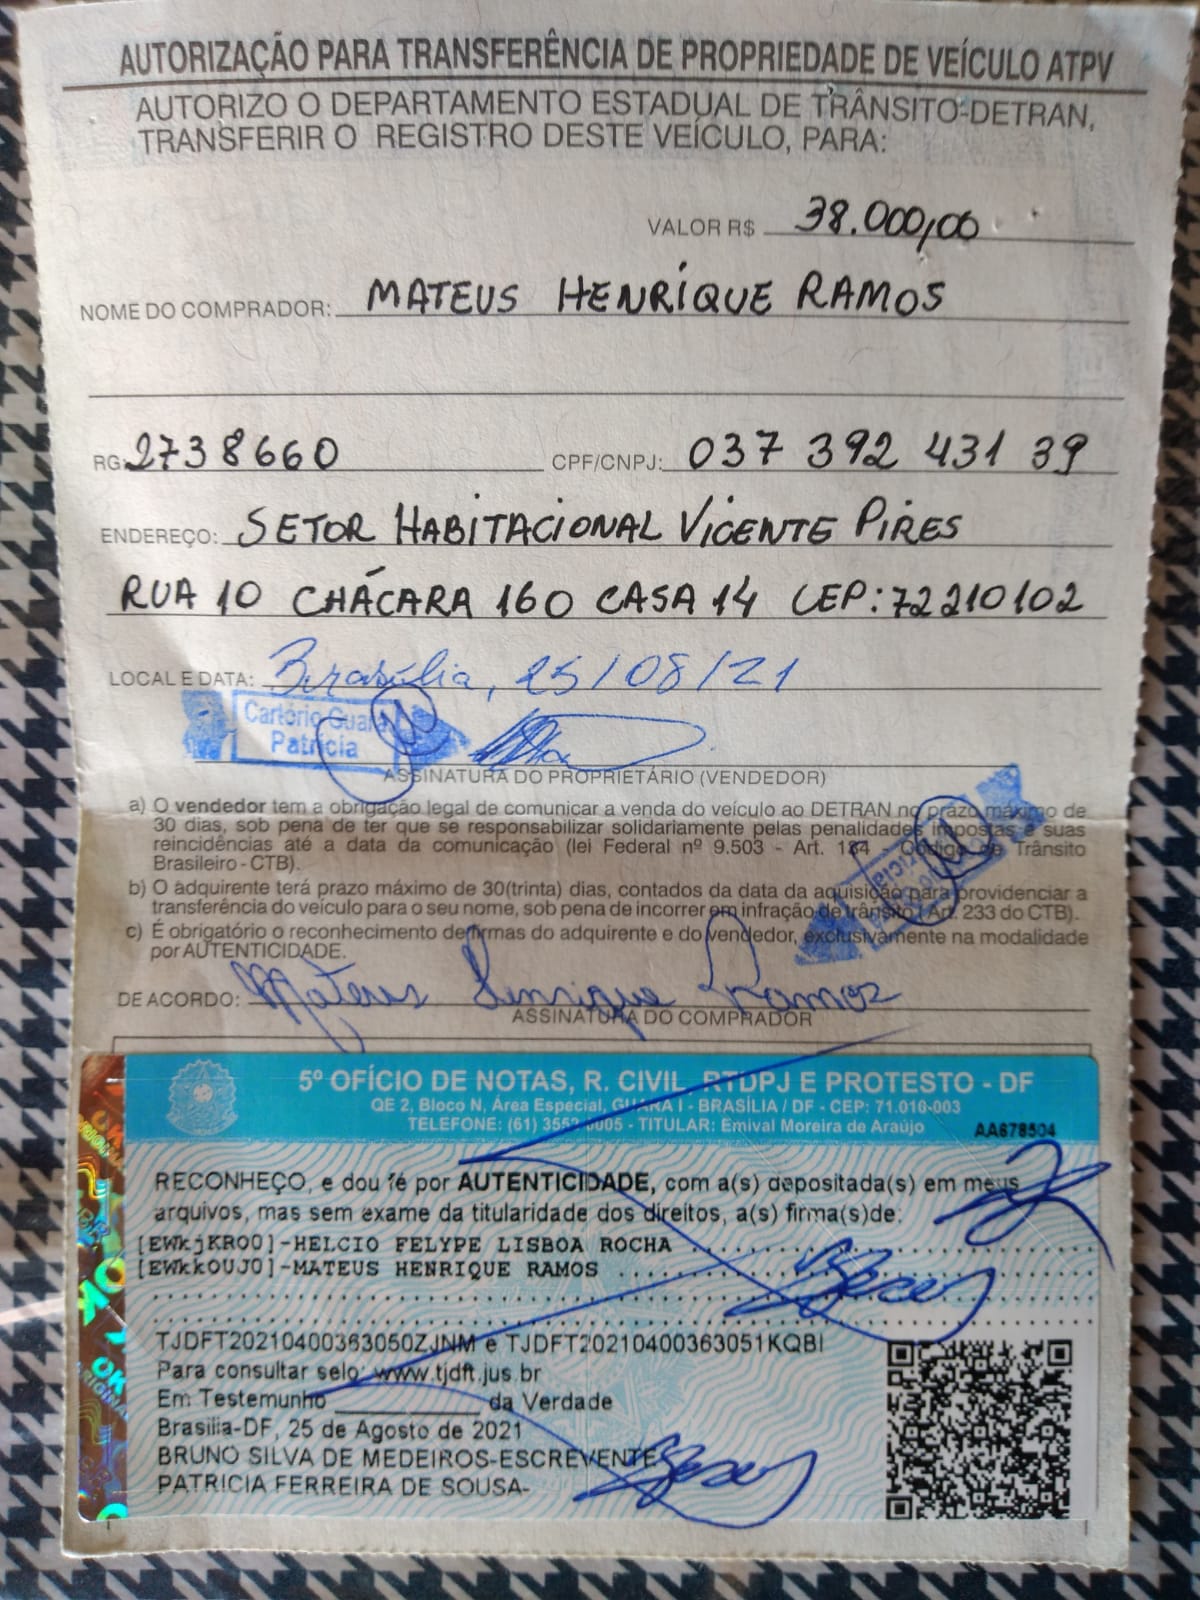 AUTORIZAÇÃO PARA TRANSFERÊNCIA DE PROPRIEDADE DE VEÍCULO ATPV
AUTORIZO O DEPARTAMENTO ESTADUAL DE TRÂNSITO-DETRAN,
TRANSFERIR O REGISTRO DESTE VEÍCULO, PARA:
VALOR R$ 38.000,00
NOME DO COMPRADOR: MATEUS HENRIQUE RAMOS
RG: 2738660 CPF/CNPJ: 037 392 431 39
ENDEREÇO: SETOR HABITACIONAL VICENTE PIRES
RUA 10 CHÁCARA 160 CASA 14 CEP: 72210102
LOCAL E DATA: Brasília, 25/08/21
Cartório Guará
Patrícia
ASSINATURA DO PROPRIETÁRIO (VENDEDOR)
a) O vendedor tem a obrigação legal de comunicar a venda do veículo ao DETRAN no prazo máximo de
30 dias, sob pena de ter que se responsabilizar solidariamente pelas penalidades impostas e suas
reincidências até a data da comunicação (lei Federal nº 9.503 - Art. 134 - Código de Trânsito
Brasileiro - CTB).
b) O adquirente terá prazo máximo de 30(trinta) dias, contados da data da aquisição para providenciar a
transferência do veículo para o seu nome, sob pena de incorrer em infração de trânsito (Art. 233 do CTB).
c) É obrigatório o reconhecimento de firmas do adquirente e do vendedor, exclusivamente na modalidade
por AUTENTICIDADE.
DE ACORDO: Mateus Henrique Ramos
ASSINATURA DO COMPRADOR
5º OFÍCIO DE NOTAS, R. CIVIL, RTDPJ E PROTESTO - DF
QE 2, Bloco N, Área Especial, GUARÁ I - BRASÍLIA / DF - CEP: 71.010-003
TELEFONE: (61) 3552-0005 - TITULAR: Emival Moreira de Araújo
AA678504
RECONHEÇO, e dou fé por AUTENTICIDADE, com a(s) depositada(s) em meus
arquivos, mas sem exame da titularidade dos direitos, a(s) firma(s)de:
[EWkjKRO0]-HELCIO FELYPE LISBOA ROCHA
[EWkkOUJ0]-MATEUS HENRIQUE RAMOS
TJDFT20210400363050ZJNM e TJDFT20210400363051KQBI
Para consultar selo: www.tjdft.jus.br
Em Testemunho ____________ da Verdade
Brasilia-DF, 25 de Agosto de 2021
BRUNO SILVA DE MEDEIROS-ESCREVENTE
PATRICIA FERREIRA DE SOUSA-